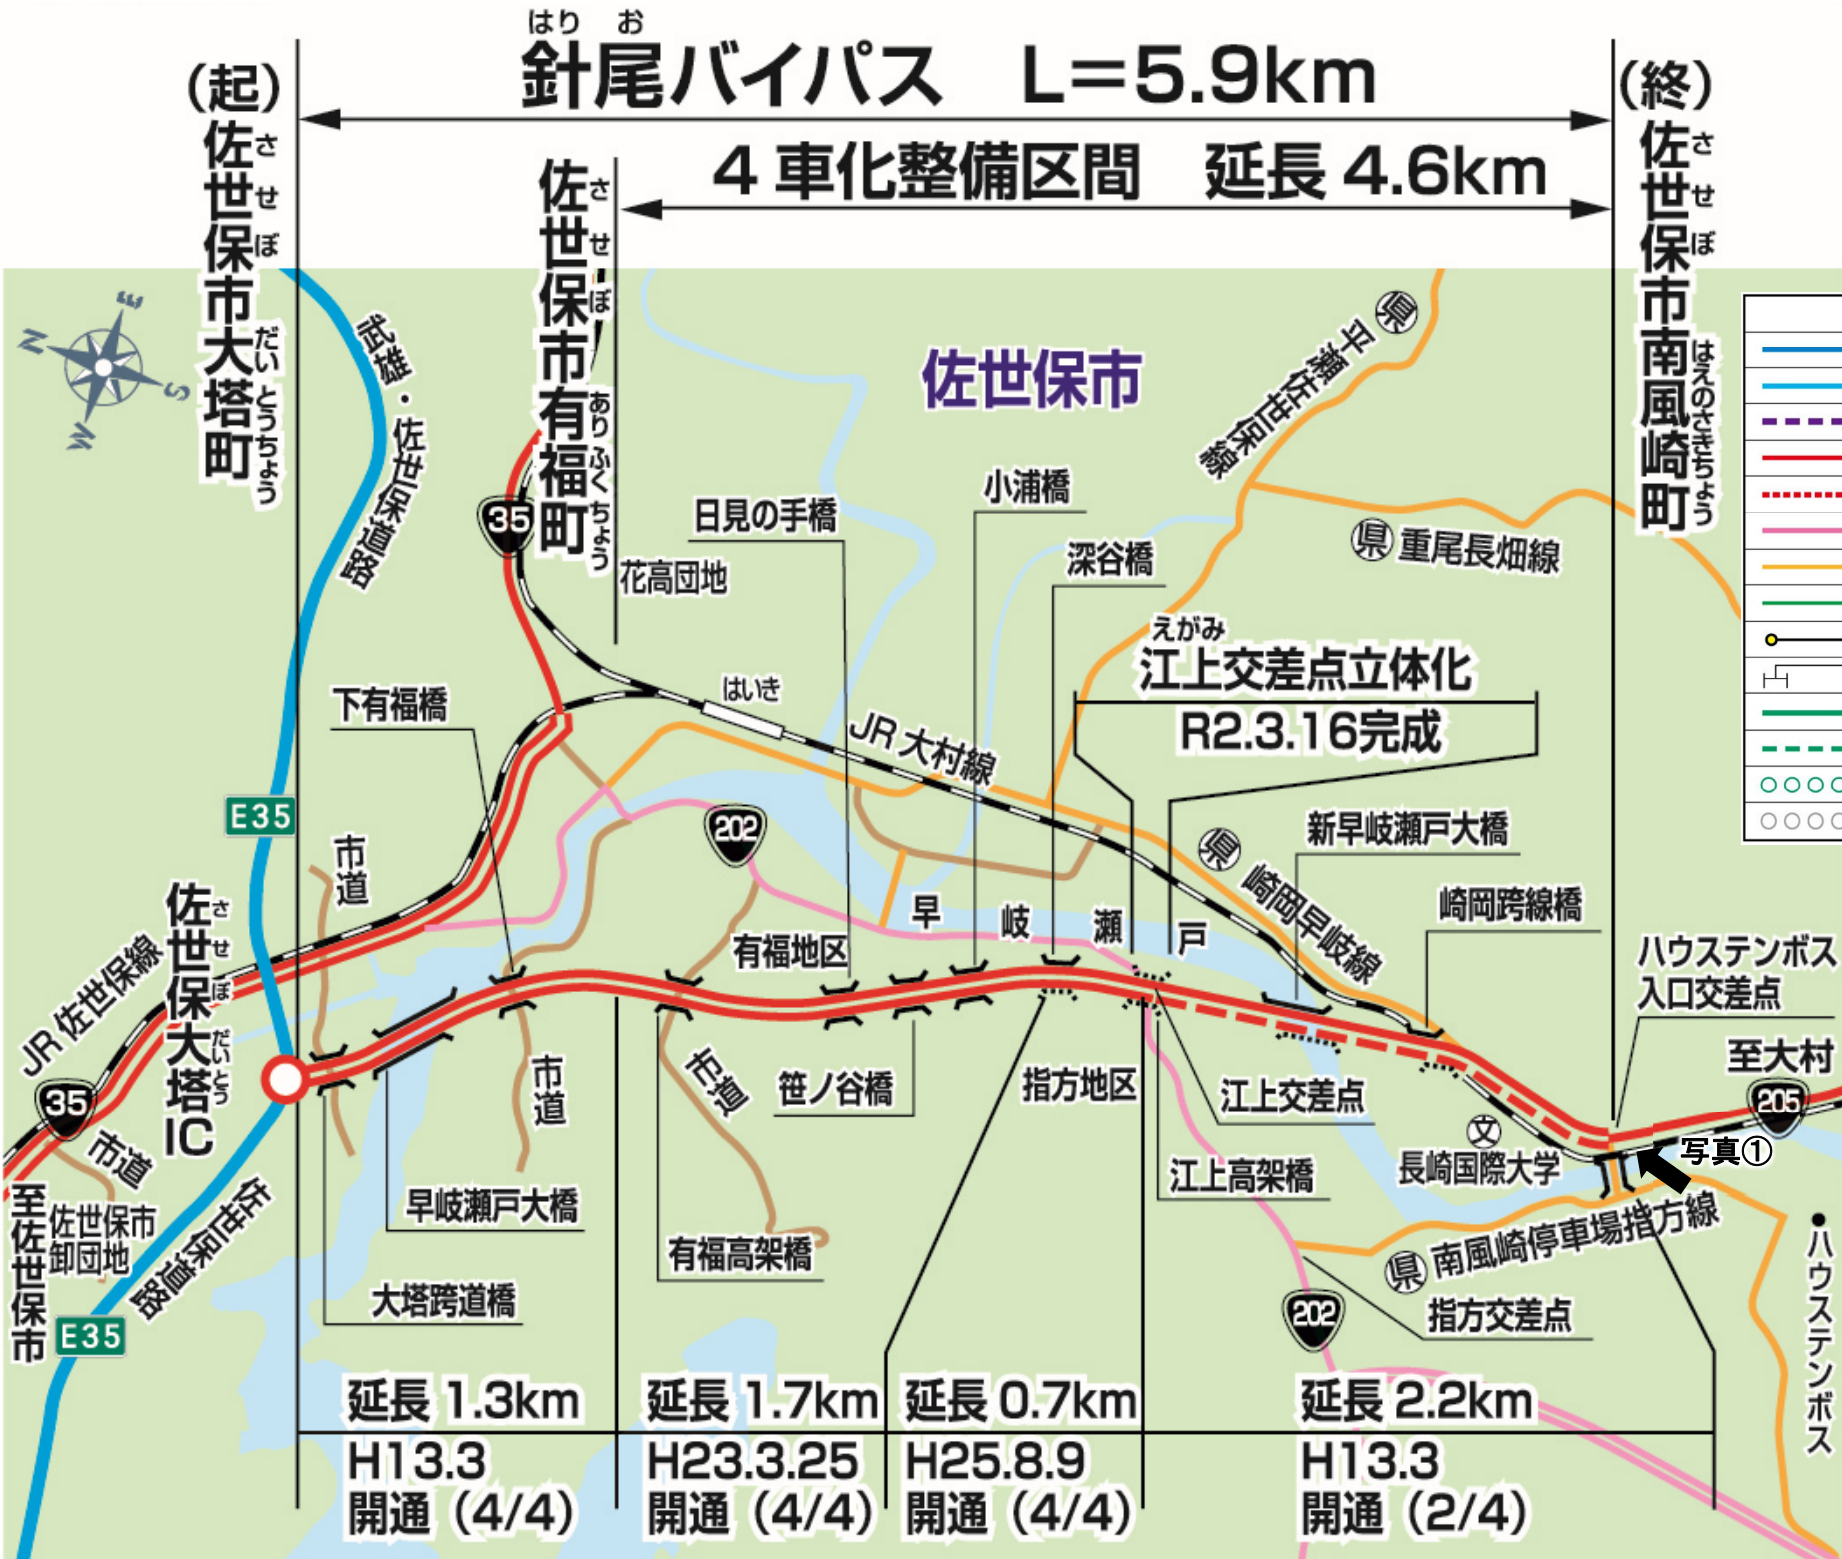 はりお
針尾バイパス L=5.9km
(起)
佐世保市大塔町
させぼ
だいとうちょう
4車化整備区間 延長4.6km
佐世保市有福町
させぼ
ありふくちょう
(終)
佐世保市南風崎町
させぼ
はえのさきちょう
N
E
S
W
武雄・佐世保道路
佐世保市
県
平瀬佐世保線
35
花高団地
日見の手橋
小浦橋
深谷橋
県 重尾長畑線
えがみ
江上交差点立体化
R2.3.16完成
下有福橋
はいき
JR大村線
E35
市道
202
県
崎岡早岐線
新早岐瀬戸大橋
崎岡跨線橋
早岐瀬戸
有福地区
ハウステンボス
入口交差点
至大村
205
写真①
JR佐世保線
佐世保大塔IC
させぼ
だいとう
35
市道
至佐世保市
佐世保市
卸団地
佐世保道路
E35
市道
市道
笹ノ谷橋
指方地区
江上交差点
文
長崎国際大学
早岐瀬戸大橋
有福高架橋
江上高架橋
県 南風崎停車場指方線
大塔跨道橋
202
指方交差点
●ハウステンボス
延長1.3km
延長1.7km
延長0.7km
延長2.2km
H13.3
開通(4/4)
H23.3.25
開通(4/4)
H25.8.9
開通(4/4)
H13.3
開通(2/4)